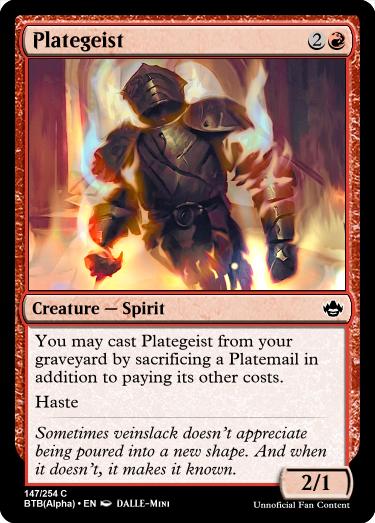 Plategeist 2
Creature — Spirit
You may cast Plategeist from your
graveyard by sacrificing a Platemail in
addition to paying its other costs.
Haste
Sometimes veinslack doesn't appreciate
being poured into a new shape. And when
it doesn't, it makes it known.
2/1
147/254 C
BTB(Alpha) • EN DALLE-Mini
Unofficial Fan Content